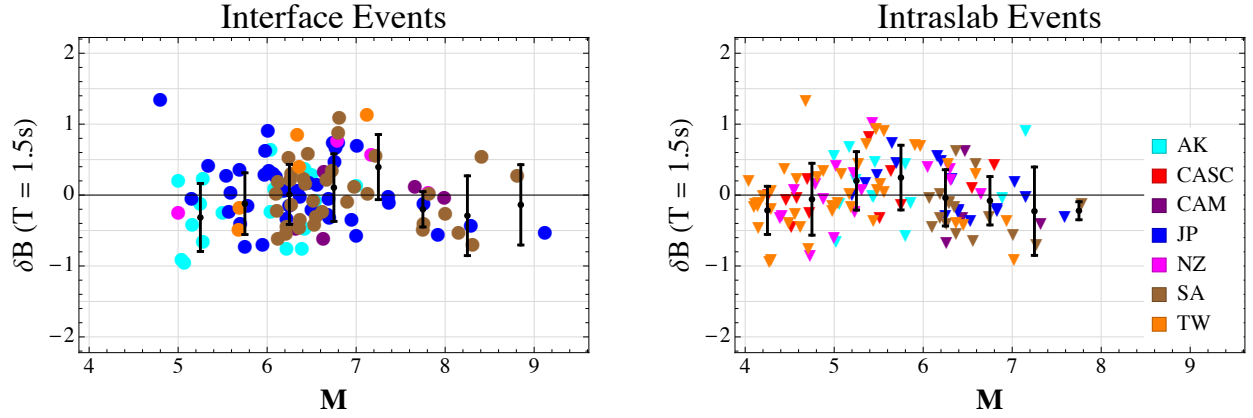 Interface Events
δB (T = 1.5s)
2
1
0
−1
−2
4
5
6
7
8
9
M
Intraslab Events
δB (T = 1.5s)
2
1
0
−1
−2
4
5
6
7
8
9
M
AK
CASC
CAM
JP
NZ
SA
TW